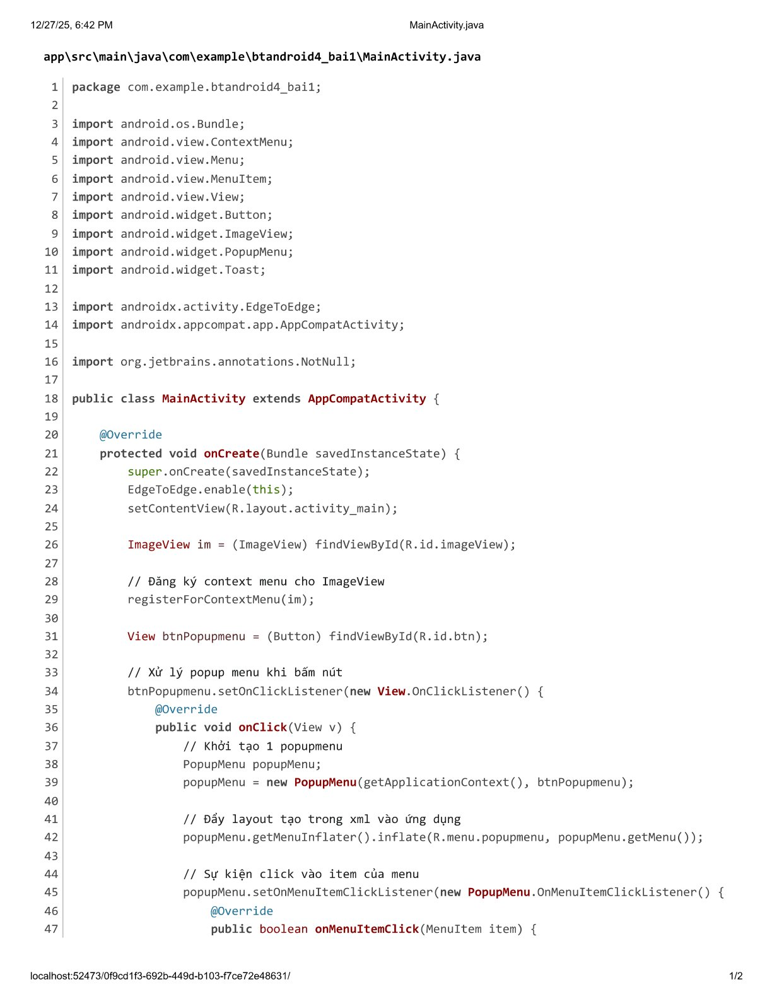 12/27/25, 6:42 PM MainActivity.java
app\src\main\java\com\example\btandroid4_bai1\MainActivity.java
1 package com.example.btandroid4_bai1;
2
3 import android.os.Bundle;
4 import android.view.ContextMenu;
5 import android.view.Menu;
6 import android.view.MenuItem;
7 import android.view.View;
8 import android.widget.Button;
9 import android.widget.ImageView;
10 import android.widget.PopupMenu;
11 import android.widget.Toast;
12
13 import androidx.activity.EdgeToEdge;
14 import androidx.appcompat.app.AppCompatActivity;
15
16 import org.jetbrains.annotations.NotNull;
17
18 public class MainActivity extends AppCompatActivity {
19
20     @Override
21     protected void onCreate(Bundle savedInstanceState) {
22         super.onCreate(savedInstanceState);
23         EdgeToEdge.enable(this);
24         setContentView(R.layout.activity_main);
25
26         ImageView im = (ImageView) findViewById(R.id.imageView);
27
28         // Đăng ký context menu cho ImageView
29         registerForContextMenu(im);
30
31         View btnPopupmenu = (Button) findViewById(R.id.btn);
32
33         // Xử lý popup menu khi bấm nút
34         btnPopupmenu.setOnClickListener(new View.OnClickListener() {
35             @Override
36             public void onClick(View v) {
37                 // Khởi tạo 1 popupmenu
38                 PopupMenu popupMenu;
39                 popupMenu = new PopupMenu(getApplicationContext(), btnPopupmenu);
40
41                 // Đẩy layout tạo trong xml vào ứng dụng
42                 popupMenu.getMenuInflater().inflate(R.menu.popupmenu, popupMenu.getMenu());
43
44                 // Sự kiện click vào item của menu
45                 popupMenu.setOnMenuItemClickListener(new PopupMenu.OnMenuItemClickListener() {
46                     @Override
47                     public boolean onMenuItemClick(MenuItem item) {
localhost:52473/0f9cd1f3-692b-449d-b103-f7ce72e48631/ 1/2